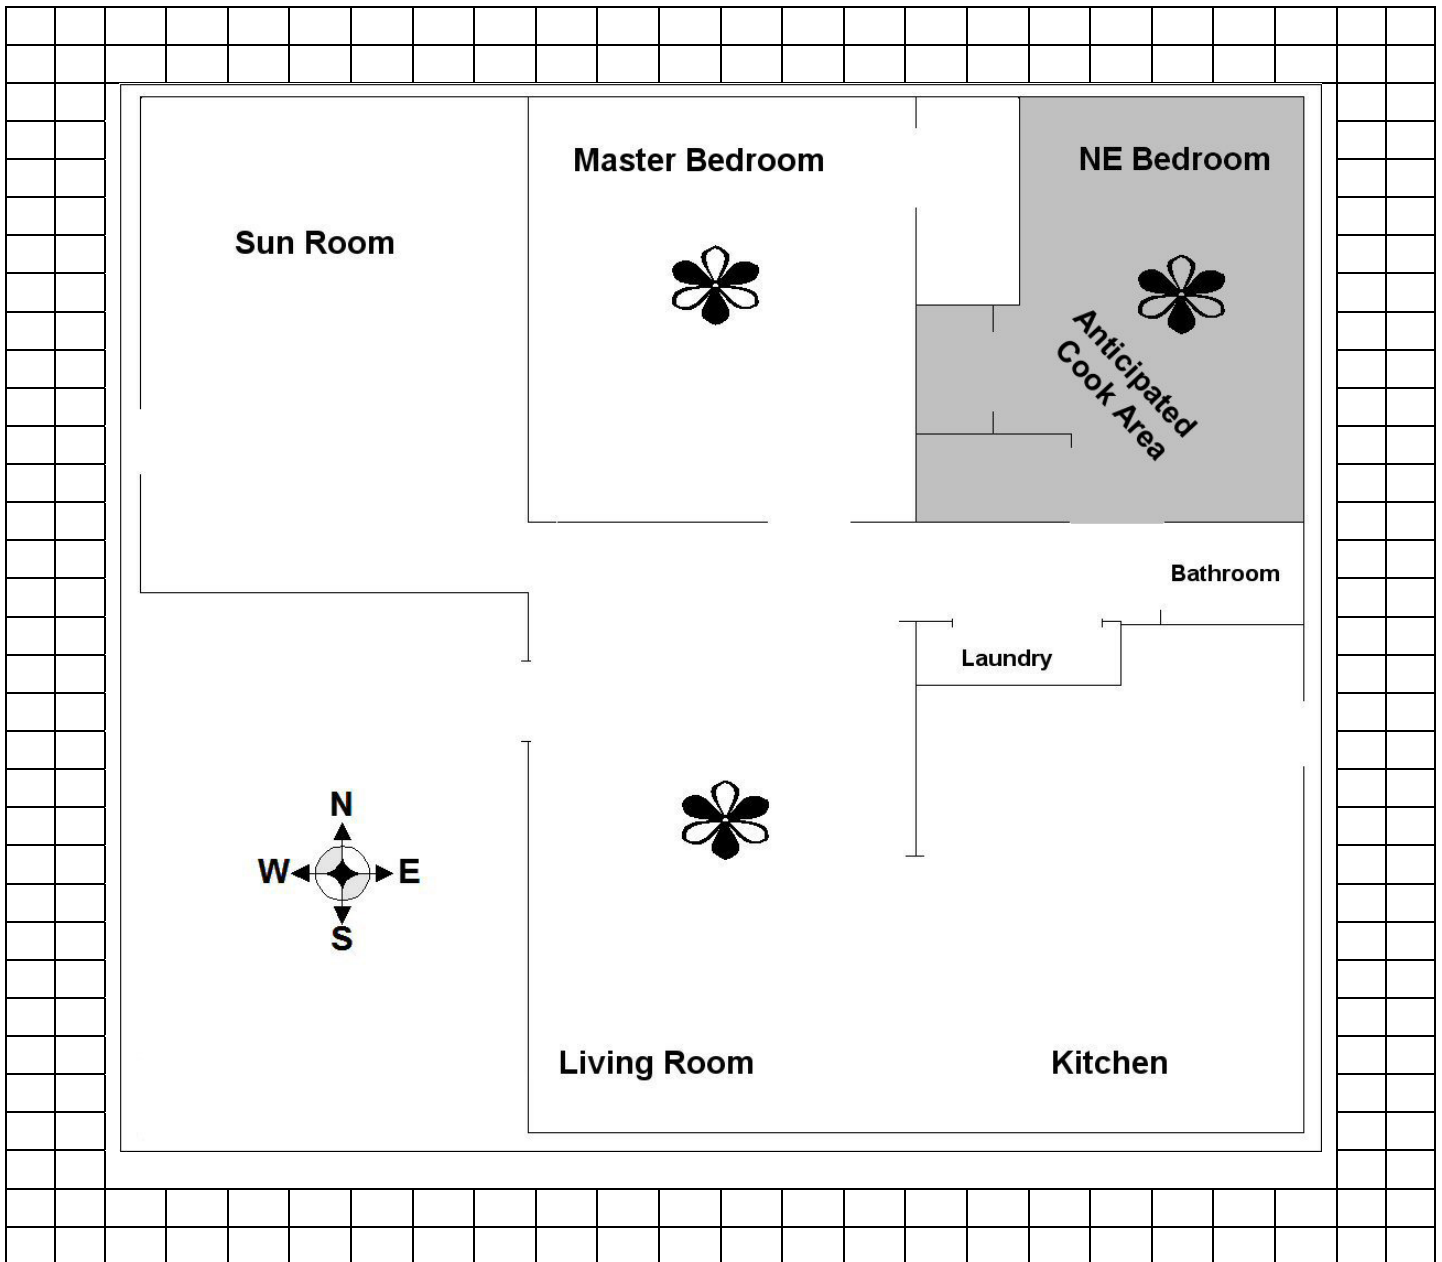 Master Bedroom
NE Bedroom
Sun Room
Anticipated
Cook Area
Bathroom
Laundry
N
W
E
S
Living Room
Kitchen